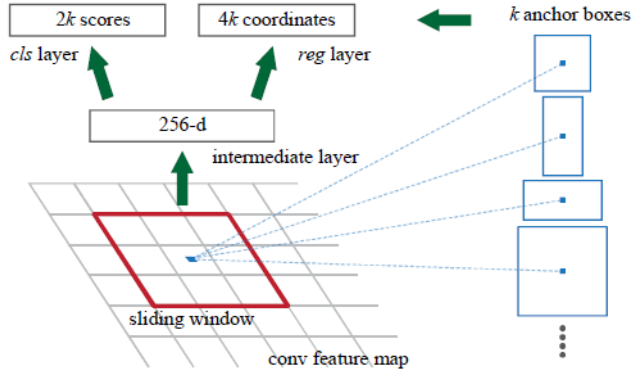 2k scores
4k coordinates
k anchor boxes
cls layer
reg layer
256-d
intermediate layer
sliding window
conv feature map